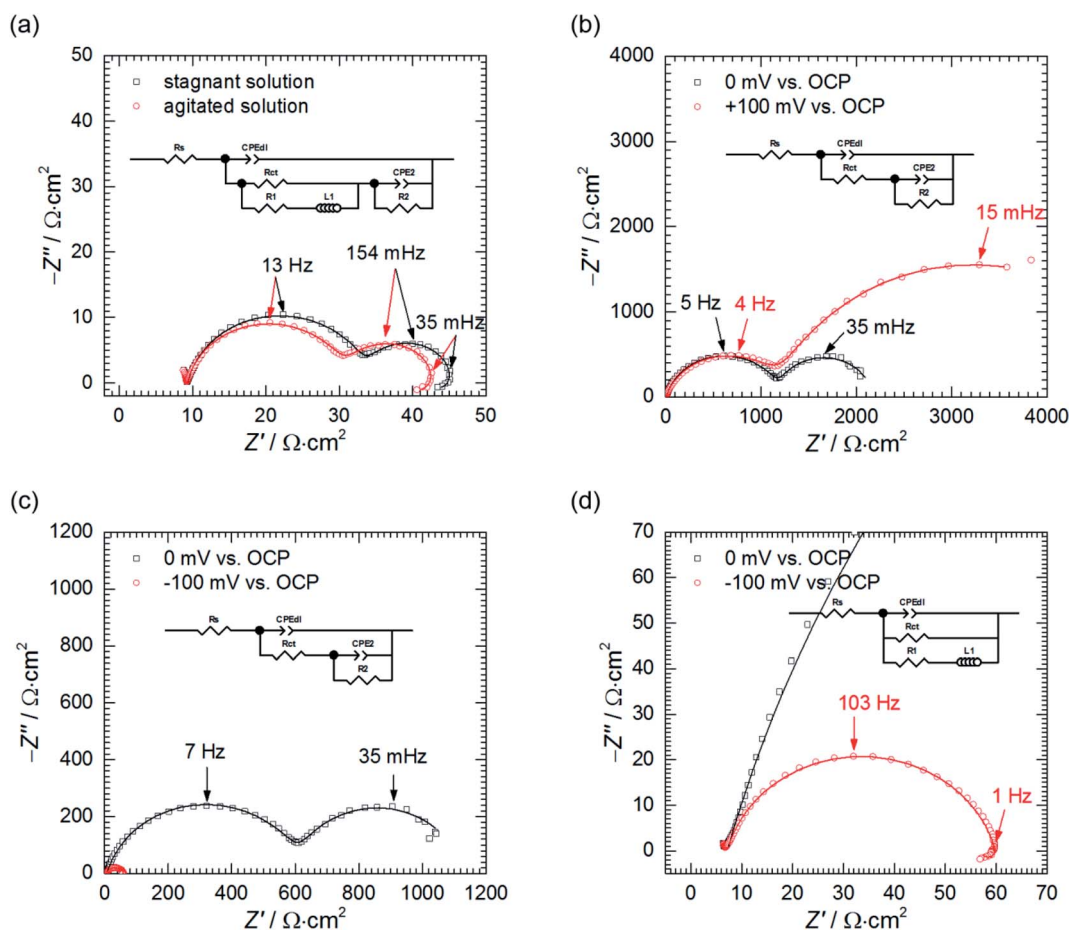 (a)
50
40
30
20
10
0
−Z″ / Ω·cm²
stagnant solution
agitated solution
Rs
CPEdl
Rct
R1
L1
CPE2
R2
13 Hz
154 mHz
35 mHz
0
10
20
30
40
50
Z′ / Ω·cm²
(b)
4000
3000
2000
1000
0
−Z″ / Ω·cm²
0 mV vs. OCP
+100 mV vs. OCP
Rs
CPEdl
Rct
CPE2
R2
15 mHz
5 Hz
4 Hz
35 mHz
0
1000
2000
3000
4000
Z′ / Ω·cm²
(c)
1200
1000
800
600
400
200
0
−Z″ / Ω·cm²
0 mV vs. OCP
-100 mV vs. OCP
Rs
CPEdl
Rct
CPE2
R2
7 Hz
35 mHz
0
200
400
600
800
1000
1200
Z′ / Ω·cm²
(d)
70
60
50
40
30
20
10
0
−Z″ / Ω·cm²
0 mV vs. OCP
-100 mV vs. OCP
Rs
CPEdl
Rct
R1
L1
103 Hz
1 Hz
0
10
20
30
40
50
60
70
Z′ / Ω·cm²